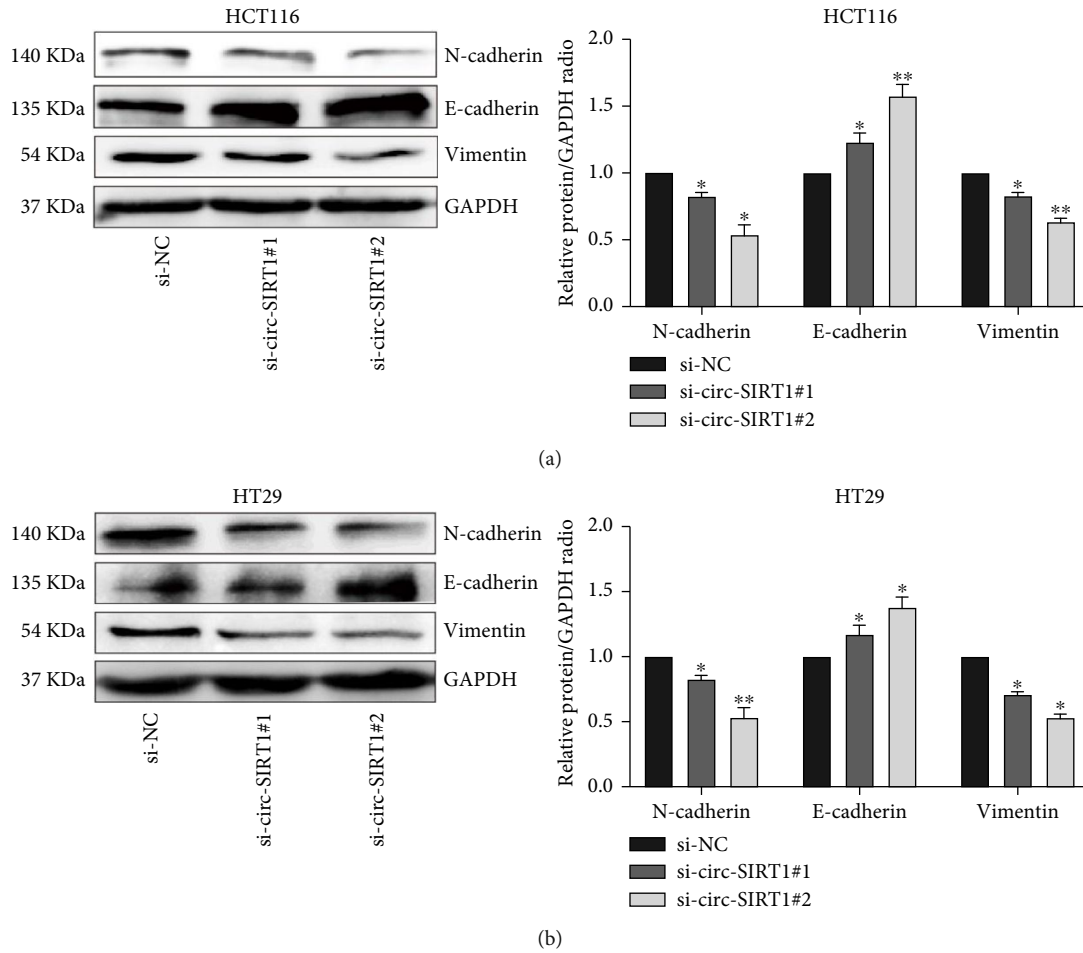 HCT116
140 KDa
N-cadherin
135 KDa
E-cadherin
54 KDa
Vimentin
37 KDa
GAPDH
si-NC
si-circ-SIRT1#1
si-circ-SIRT1#2
HCT116
Relative protein/GAPDH radio
2.0
1.5
1.0
0.5
0.0
*
*
*
**
*
**
N-cadherin
E-cadherin
Vimentin
si-NC
si-circ-SIRT1#1
si-circ-SIRT1#2
(a)
HT29
140 KDa
N-cadherin
135 KDa
E-cadherin
54 KDa
Vimentin
37 KDa
GAPDH
si-NC
si-circ-SIRT1#1
si-circ-SIRT1#2
HT29
Relative protein/GAPDH radio
2.0
1.5
1.0
0.5
0.0
*
**
*
*
*
*
N-cadherin
E-cadherin
Vimentin
si-NC
si-circ-SIRT1#1
si-circ-SIRT1#2
(b)